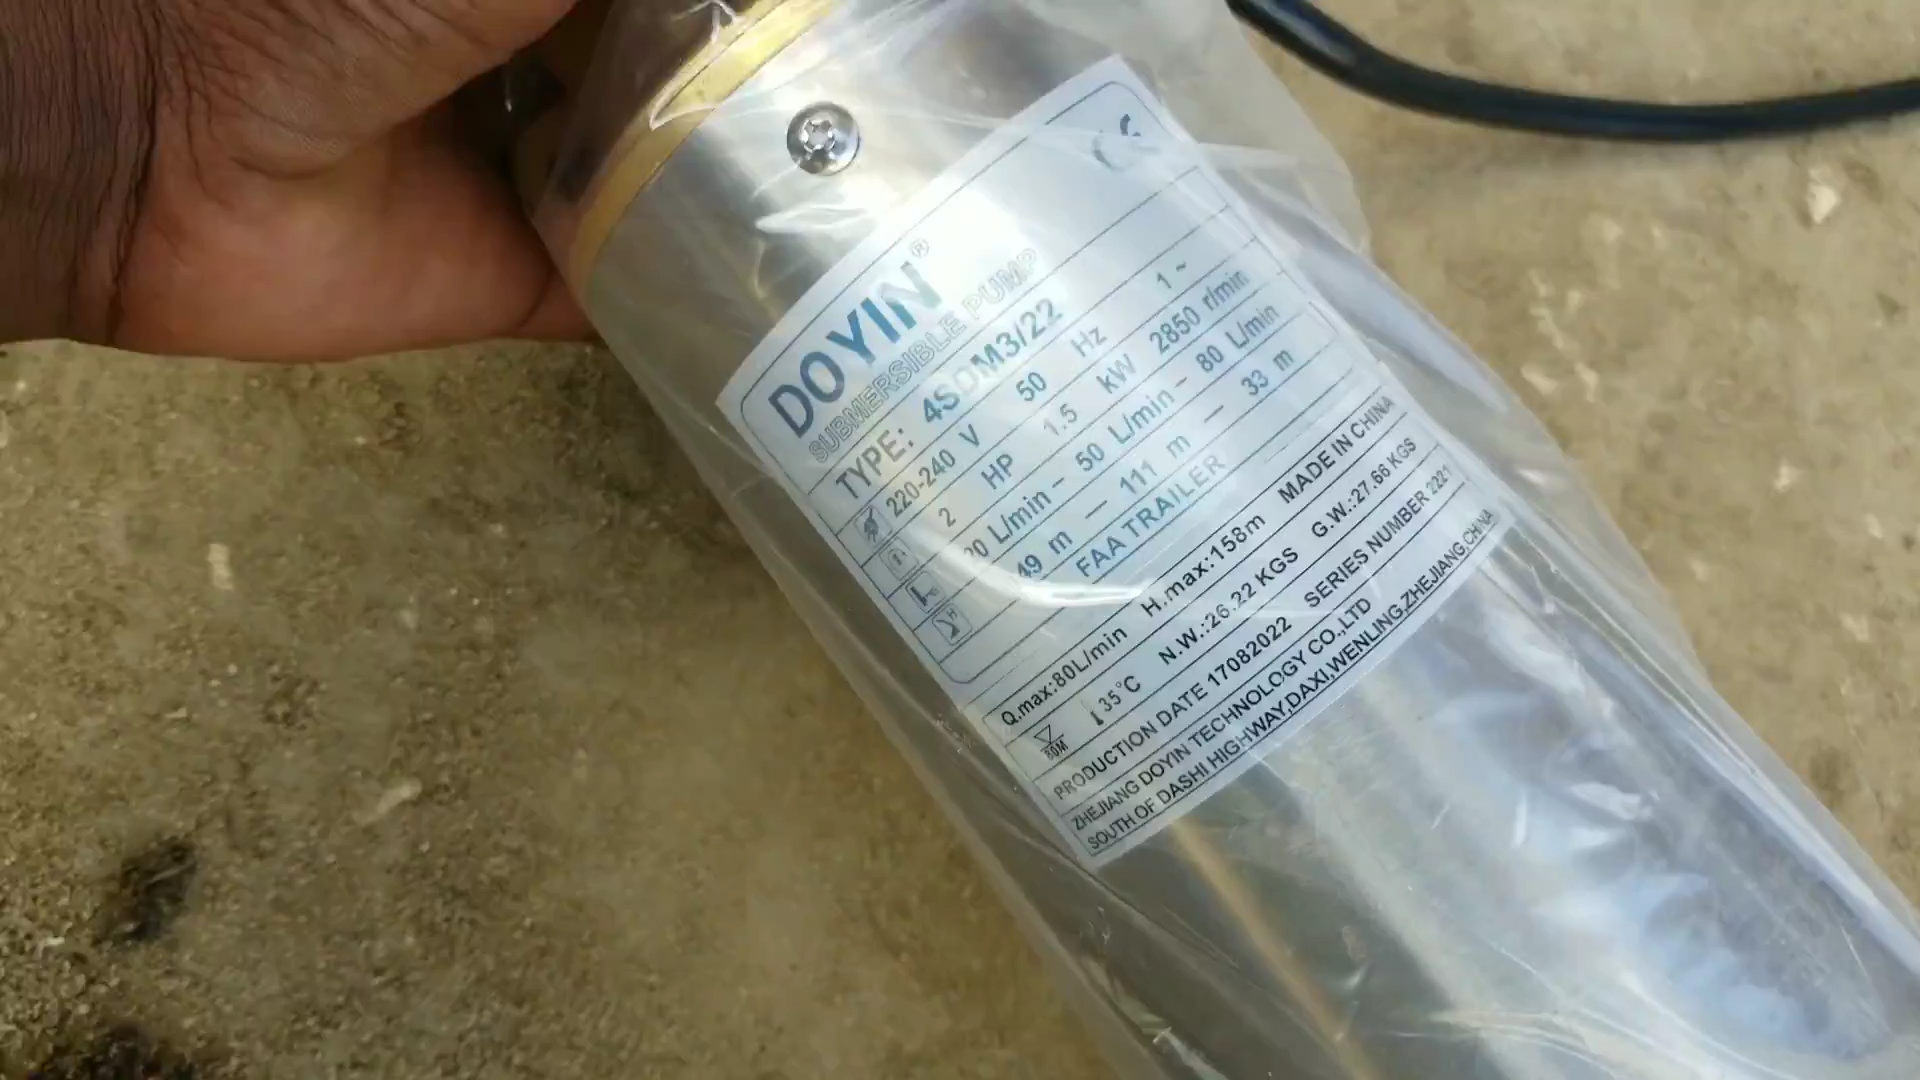 CE
DOYIN®
SUBMERSIBLE PUMP
TYPE: 4SDM3/22
220-240 V 50 Hz 1~
2 HP 1.5 kW 2850 r/min
L/min - 50 L/min - 80 L/min
49 m — 111 m — 33 m
FAA TRAILER
Q.max:80L/min H.max:158m MADE IN CHINA
80M 35°C N.W.:26.22 KGS G.W.:27.66 KGS
PRODUCTION DATE 17082022 SERIES NUMBER 2221
ZHEJIANG DOYIN TECHNOLOGY CO.,LTD
SOUTH OF DASHI HIGHWAY,DAXI,WENLING,ZHEJIANG,CHINA